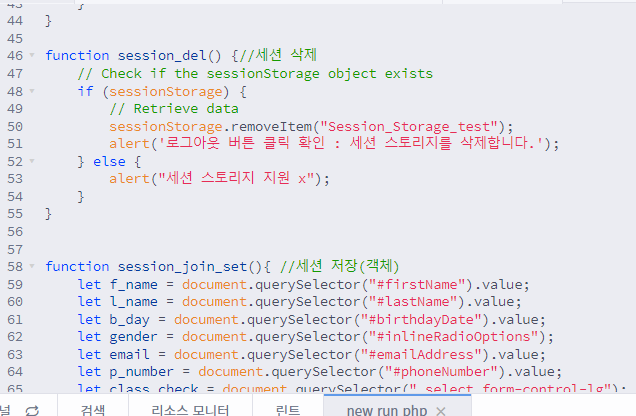 43 }
44 }
45
46 function session_del() {//세션 삭제
47 // Check if the sessionStorage object exists
48 if (sessionStorage) {
49 // Retrieve data
50 sessionStorage.removeItem("Session_Storage_test");
51 alert('로그아웃 버튼 클릭 확인 : 세션 스토리지를 삭제합니다.');
52 } else {
53 alert("세션 스토리지 지원 x");
54 }
55 }
56
57
58 function session_join_set(){ //세션 저장(객체)
59 let f_name = document.querySelector("#firstName").value;
60 let l_name = document.querySelector("#lastName").value;
61 let b_day = document.querySelector("#birthdayDate").value;
62 let gender = document.querySelector("#inlineRadioOptions");
63 let email = document.querySelector("#emailAddress").value;
64 let p_number = document.querySelector("#phoneNumber").value;
65 let class_check = document.querySelector(".select form-control-lg");
널 검색 리소스 모니터 린트 new run php ×